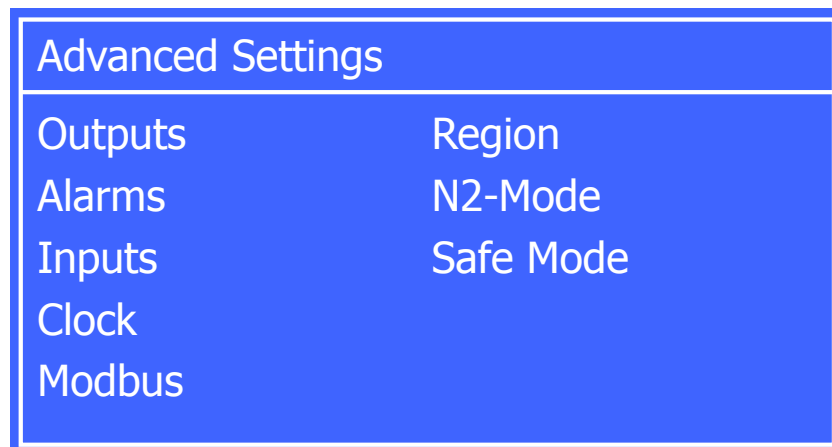 Advanced Settings
Outputs
Alarms
Inputs
Clock
Modbus
Region
N2-Mode
Safe Mode